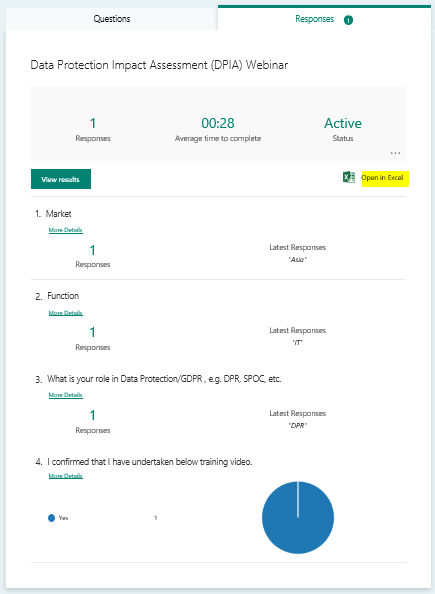 Questions
Responses 1
Data Protection Impact Assessment (DPIA) Webinar
1 00:28 Active
Responses Average time to complete Status
...
View results Open in Excel
1. Market
More Details
1
Responses
Latest Responses
"Asia"
2. Function
More Details
1
Responses
Latest Responses
"IT"
3. What is your role in Data Protection/GDPR , e.g. DPR, SPOC, etc.
More Details
1
Responses
Latest Responses
"DPR"
4. I confirmed that I have undertaken below training video.
More Details
Yes 1